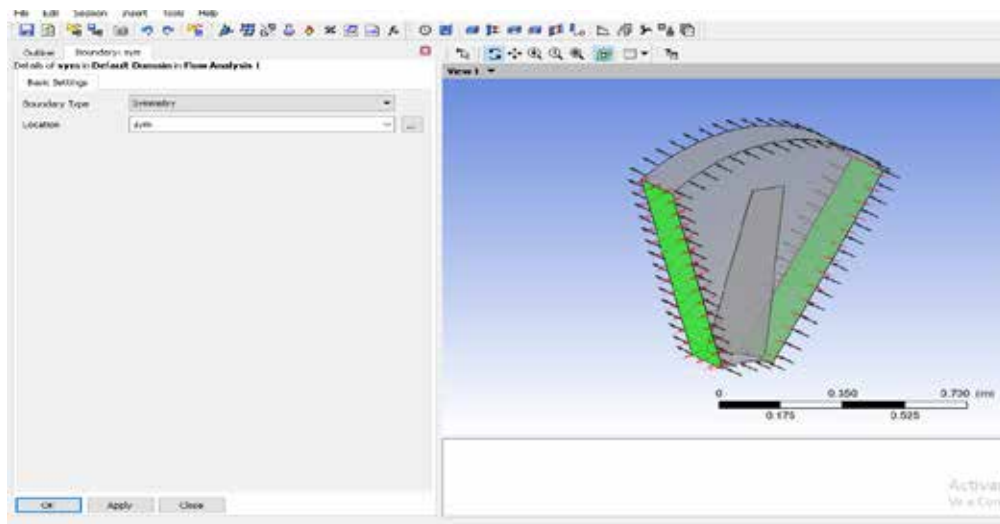 File Edit Session Insert Tools Help
Outline Boundary: sym
Details of sym in Default Domain in Flow Analysis 1
Basic Settings
Boundary Type Symmetry
Location sym ...
OK Apply Close
View 1
0 0.350 0.700 (m)
0.175 0.525